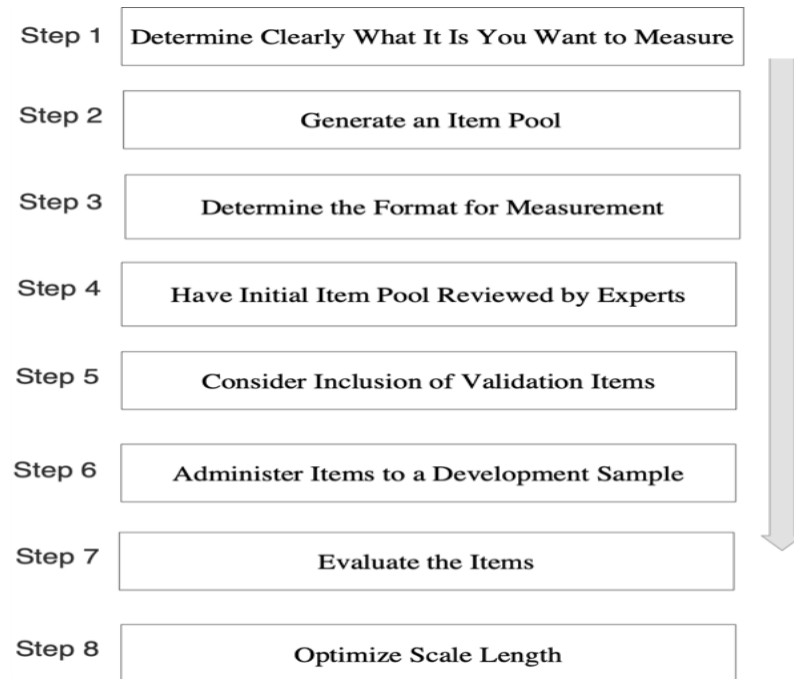 Step 1 Determine Clearly What It Is You Want to Measure
Step 2 Generate an Item Pool
Step 3 Determine the Format for Measurement
Step 4 Have Initial Item Pool Reviewed by Experts
Step 5 Consider Inclusion of Validation Items
Step 6 Administer Items to a Development Sample
Step 7 Evaluate the Items
Step 8 Optimize Scale Length